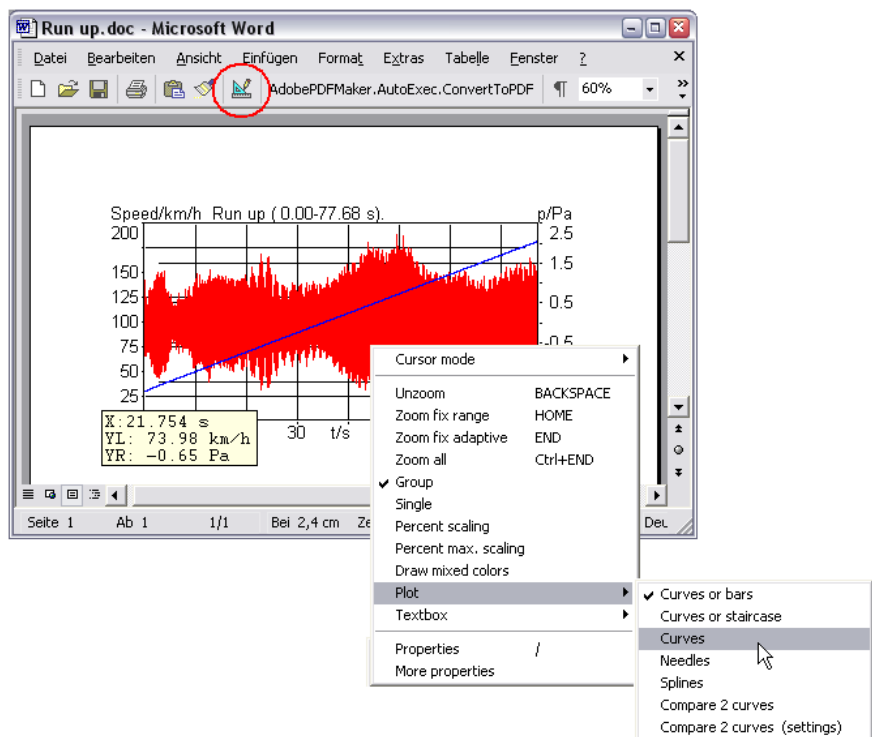 Run up.doc - Microsoft Word
Datei Bearbeiten Ansicht Einfügen Format Extras Tabelle Fenster ?
AdobePDFMaker.AutoExec.ConvertToPDF ¶ 60%
Speed/km/h Run up ( 0.00-77.68 s). p/Pa
200 2.5
150 1.5
125 0.5
100
75 -0.5
50
25
X:21.754 s
YL: 73.98 km/h
YR: -0.65 Pa
30 t/s
Seite 1 Ab 1 1/1 Bei 2,4 cm Ze
Cursor mode
Unzoom BACKSPACE
Zoom fix range HOME
Zoom fix adaptive END
Zoom all Ctrl+END
Group
Single
Percent scaling
Percent max. scaling
Draw mixed colors
Plot
Textbox
Properties /
More properties
Curves or bars
Curves or staircase
Curves
Needles
Splines
Compare 2 curves
Compare 2 curves (settings)